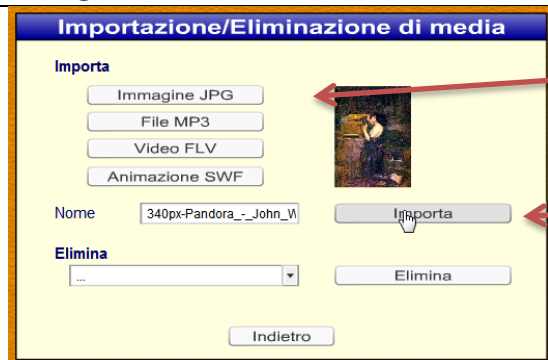 Importazione/Eliminazione di media
Importa
Immagine JPG
File MP3
Video FLV
Animazione SWF
Nome 340px-Pandora_-_John_W Importa
Elimina
... Elimina
Indietro